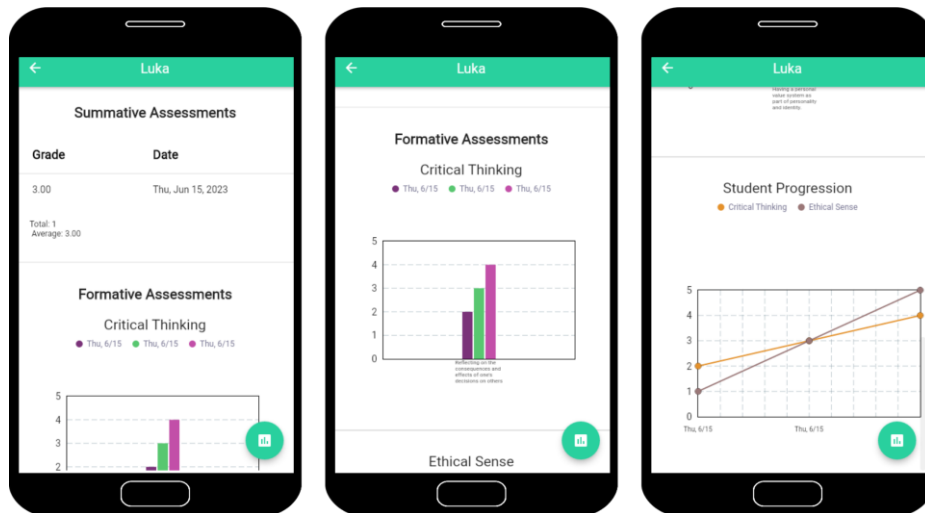 Luka
Summative Assessments
Grade Date
3.00 Thu, Jun 15, 2023
Total: 1
Average: 3.00
Formative Assessments
Critical Thinking
Thu, 6/15 Thu, 6/15 Thu, 6/15
5
4
3
2
Luka
Formative Assessments
Critical Thinking
Thu, 6/15 Thu, 6/15 Thu, 6/15
5
4
3
2
1
0
Reflecting on the
consequences and
effects of one's
decisions on others
Ethical Sense
Luka
Having a personal
value system as
part of personality
and identity
Student Progression
Critical Thinking Ethical Sense
5
4
3
2
1
0
Thu, 6/15 Thu, 6/15